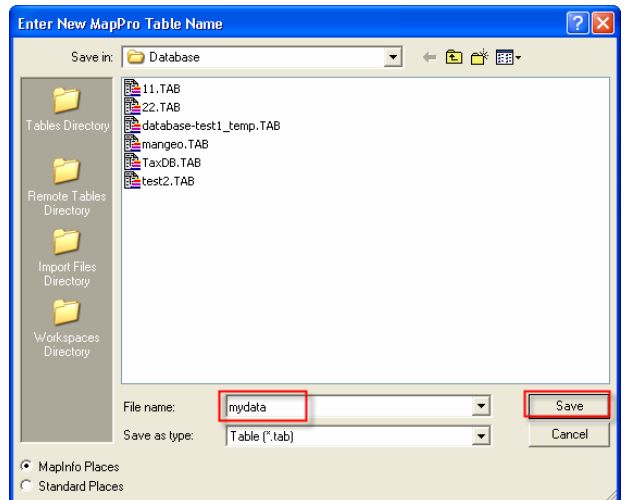 Enter New MapPro Table Name
Save in: Database
Tables Directory
Remote Tables
Directory
Import Files
Directory
Workspaces
Directory
11.TAB
22.TAB
database-test1_temp.TAB
mangeo.TAB
TaxDB.TAB
test2.TAB
File name: mydata Save
Save as type: Table (*.tab) Cancel
MapInfo Places
Standard Places